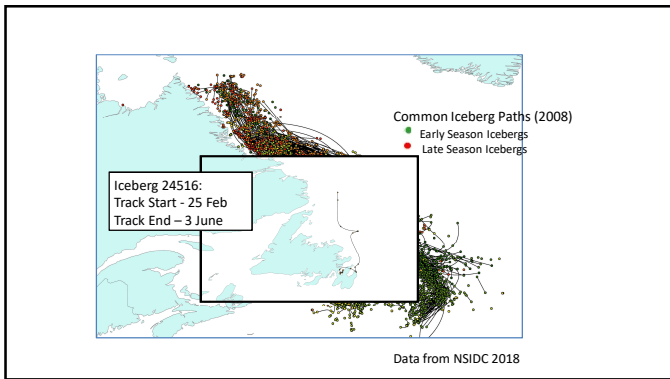 Common Iceberg Paths (2008)
Early Season Icebergs
Late Season Icebergs
Iceberg 24516:
Track Start - 25 Feb
Track End – 3 June
Data from NSIDC 2018